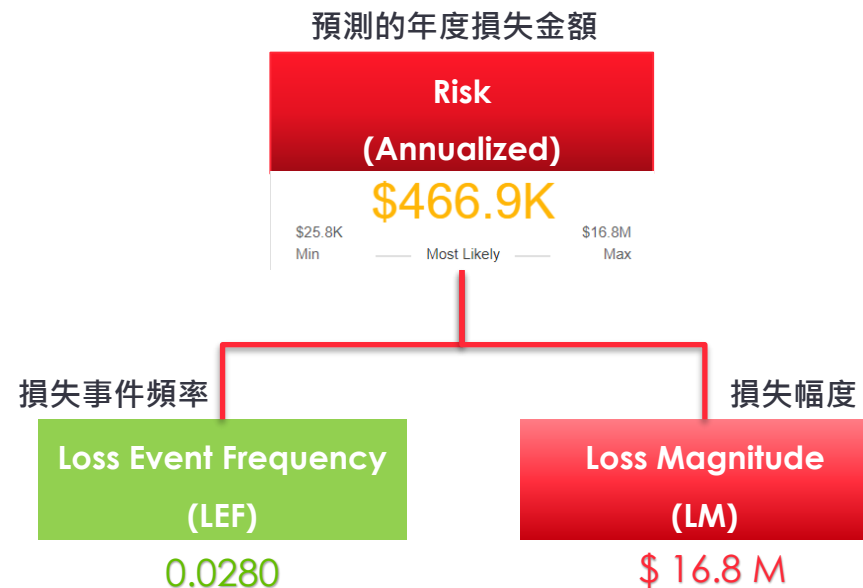 預測的年度損失金額
Risk
(Annualized)
$466.9K
$25.8K
$16.8M
Min
Most Likely
Max
損失事件頻率
損失幅度
Loss Event Frequency
(LEF)
Loss Magnitude
(LM)
0.0280
$ 16.8 M